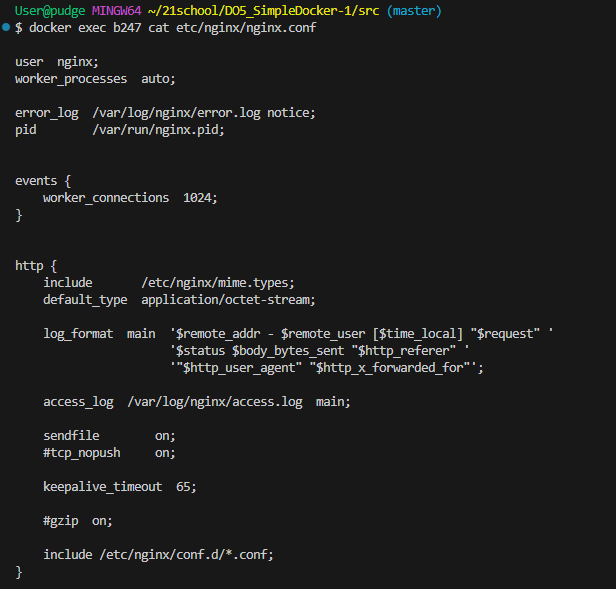 User@pudge MINGW64 ~/21school/DO5_SimpleDocker-1/src (master)
$ docker exec b247 cat etc/nginx/nginx.conf

user  nginx;
worker_processes  auto;

error_log  /var/log/nginx/error.log notice;
pid        /var/run/nginx.pid;


events {
    worker_connections  1024;
}


http {
    include       /etc/nginx/mime.types;
    default_type  application/octet-stream;

    log_format  main  '$remote_addr - $remote_user [$time_local] "$request" '
                      '$status $body_bytes_sent "$http_referer" '
                      '"$http_user_agent" "$http_x_forwarded_for"';

    access_log  /var/log/nginx/access.log  main;

    sendfile        on;
    #tcp_nopush     on;

    keepalive_timeout  65;

    #gzip  on;

    include /etc/nginx/conf.d/*.conf;
}